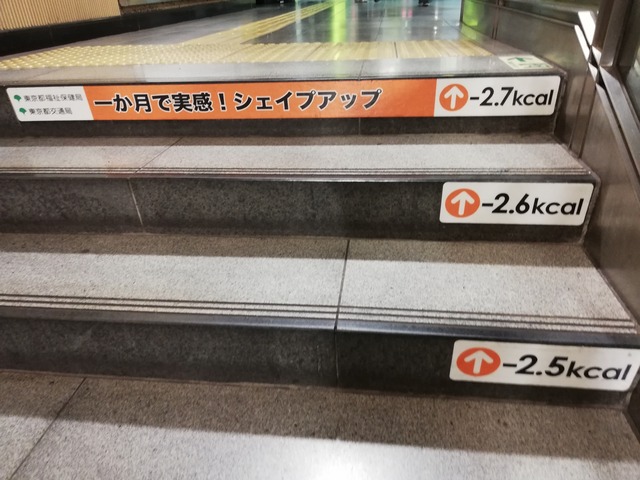 東京都福祉保健局
東京都交通局
一か月で実感！シェイプアップ
-2.7kcal
-2.6kcal
-2.5kcal